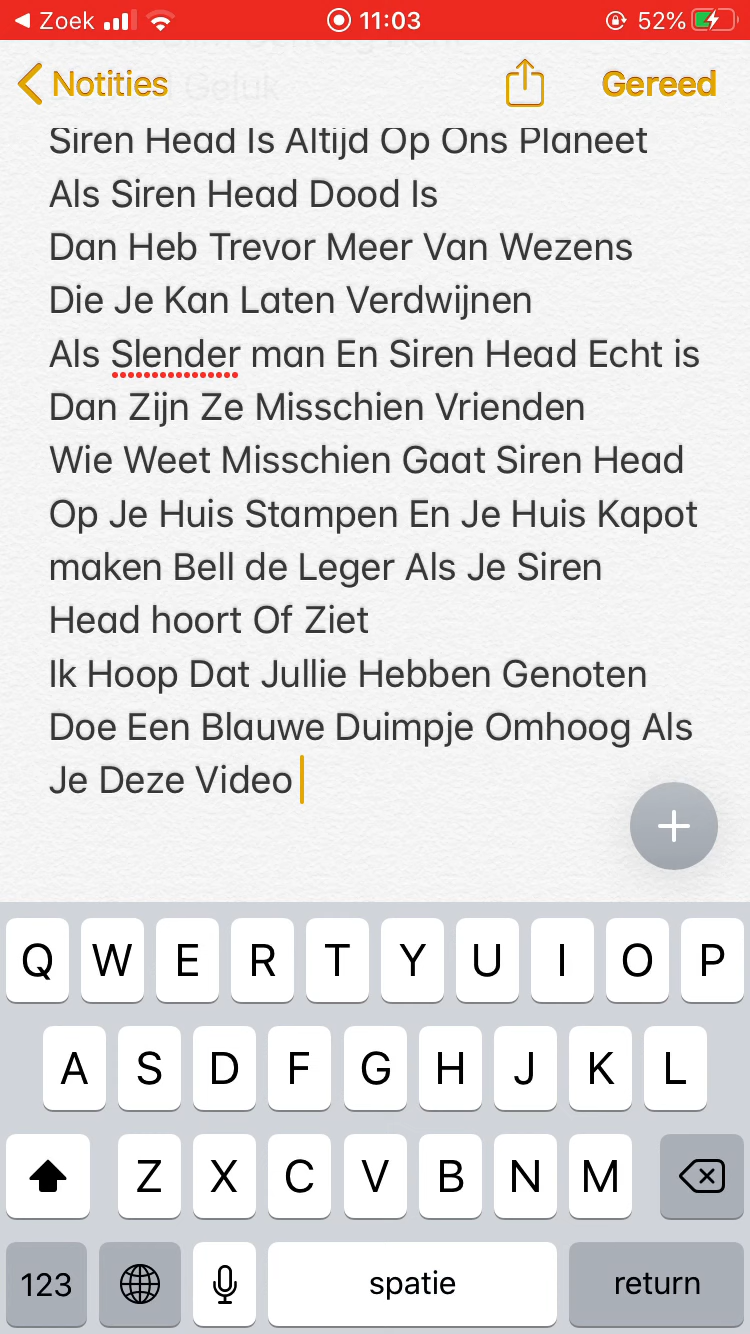 Zoek 11:03 52%
Notities Gereed
Siren Head Is Altijd Op Ons Planeet
Als Siren Head Dood Is
Dan Heb Trevor Meer Van Wezens
Die Je Kan Laten Verdwijnen
Als Slender man En Siren Head Echt is
Dan Zijn Ze Misschien Vrienden
Wie Weet Misschien Gaat Siren Head
Op Je Huis Stampen En Je Huis Kapot
maken Bell de Leger Als Je Siren
Head hoort Of Ziet
Ik Hoop Dat Jullie Hebben Genoten
Doe Een Blauwe Duimpje Omhoog Als
Je Deze Video
Q W E R T Y U I O P
A S D F G H J K L
Z X C V B N M
123 spatie return